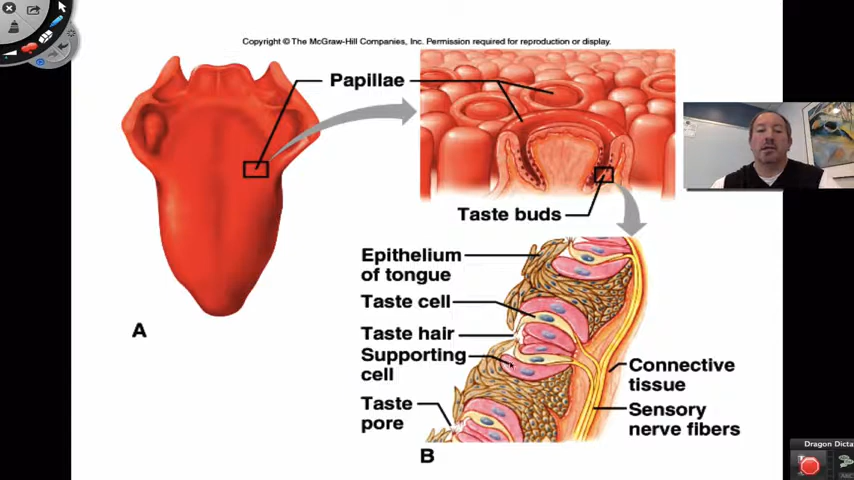 Copyright © The McGraw-Hill Companies, Inc. Permission required for reproduction or display.
Papillae
Taste buds
Epithelium
of tongue
Taste cell
Taste hair
Supporting
cell
Taste
pore
Connective
tissue
Sensory
nerve fibers
A
B
Dragon Dicta